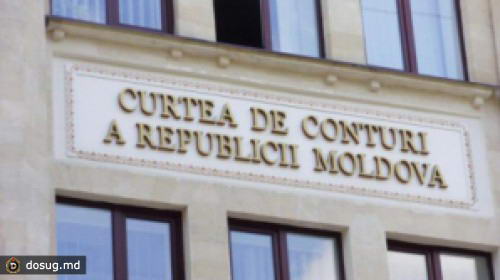 CURTEA DE CONTURI
A REPUBLICII MOLDOVA
dosug.md